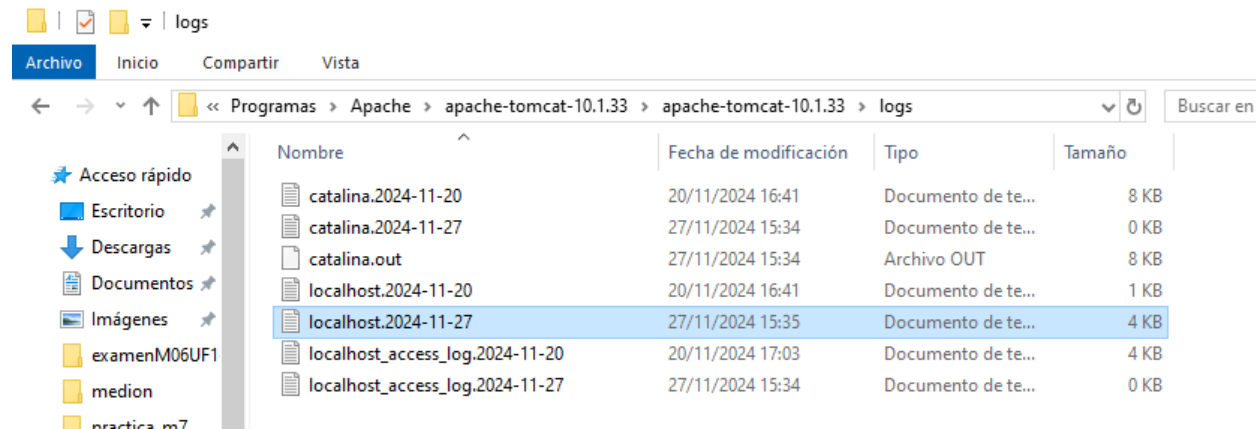 logs
Archivo Inicio Compartir Vista
« Programas > Apache > apache-tomcat-10.1.33 > apache-tomcat-10.1.33 > logs Buscar en
Nombre Fecha de modificación Tipo Tamaño
Acceso rápido
Escritorio
Descargas
Documentos
Imágenes
examenM06UF1
medion
practica_m7
catalina.2024-11-20 20/11/2024 16:41 Documento de te... 8 KB
catalina.2024-11-27 27/11/2024 15:34 Documento de te... 0 KB
catalina.out 27/11/2024 15:34 Archivo OUT 8 KB
localhost.2024-11-20 20/11/2024 16:41 Documento de te... 1 KB
localhost.2024-11-27 27/11/2024 15:35 Documento de te... 4 KB
localhost_access_log.2024-11-20 20/11/2024 17:03 Documento de te... 4 KB
localhost_access_log.2024-11-27 27/11/2024 15:34 Documento de te... 0 KB